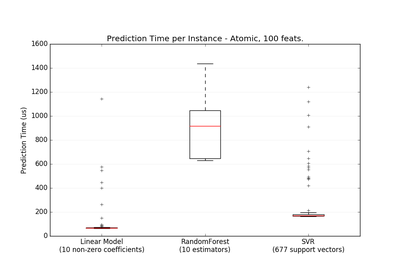 Prediction Time per Instance - Atomic, 100 feats.
Prediction Time (us)
1600
1400
1200
1000
800
600
400
200
0
Linear Model
(10 non-zero coefficients)
RandomForest
(10 estimators)
SVR
(677 support vectors)